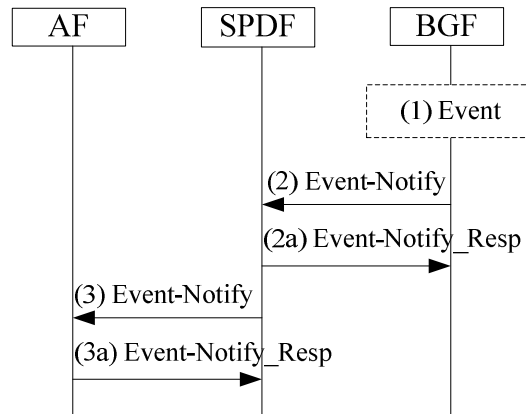 AF
SPDF
BGF
(1) Event
(2) Event-Notify
(2a) Event-Notify_Resp
(3) Event-Notify
(3a) Event-Notify_Resp